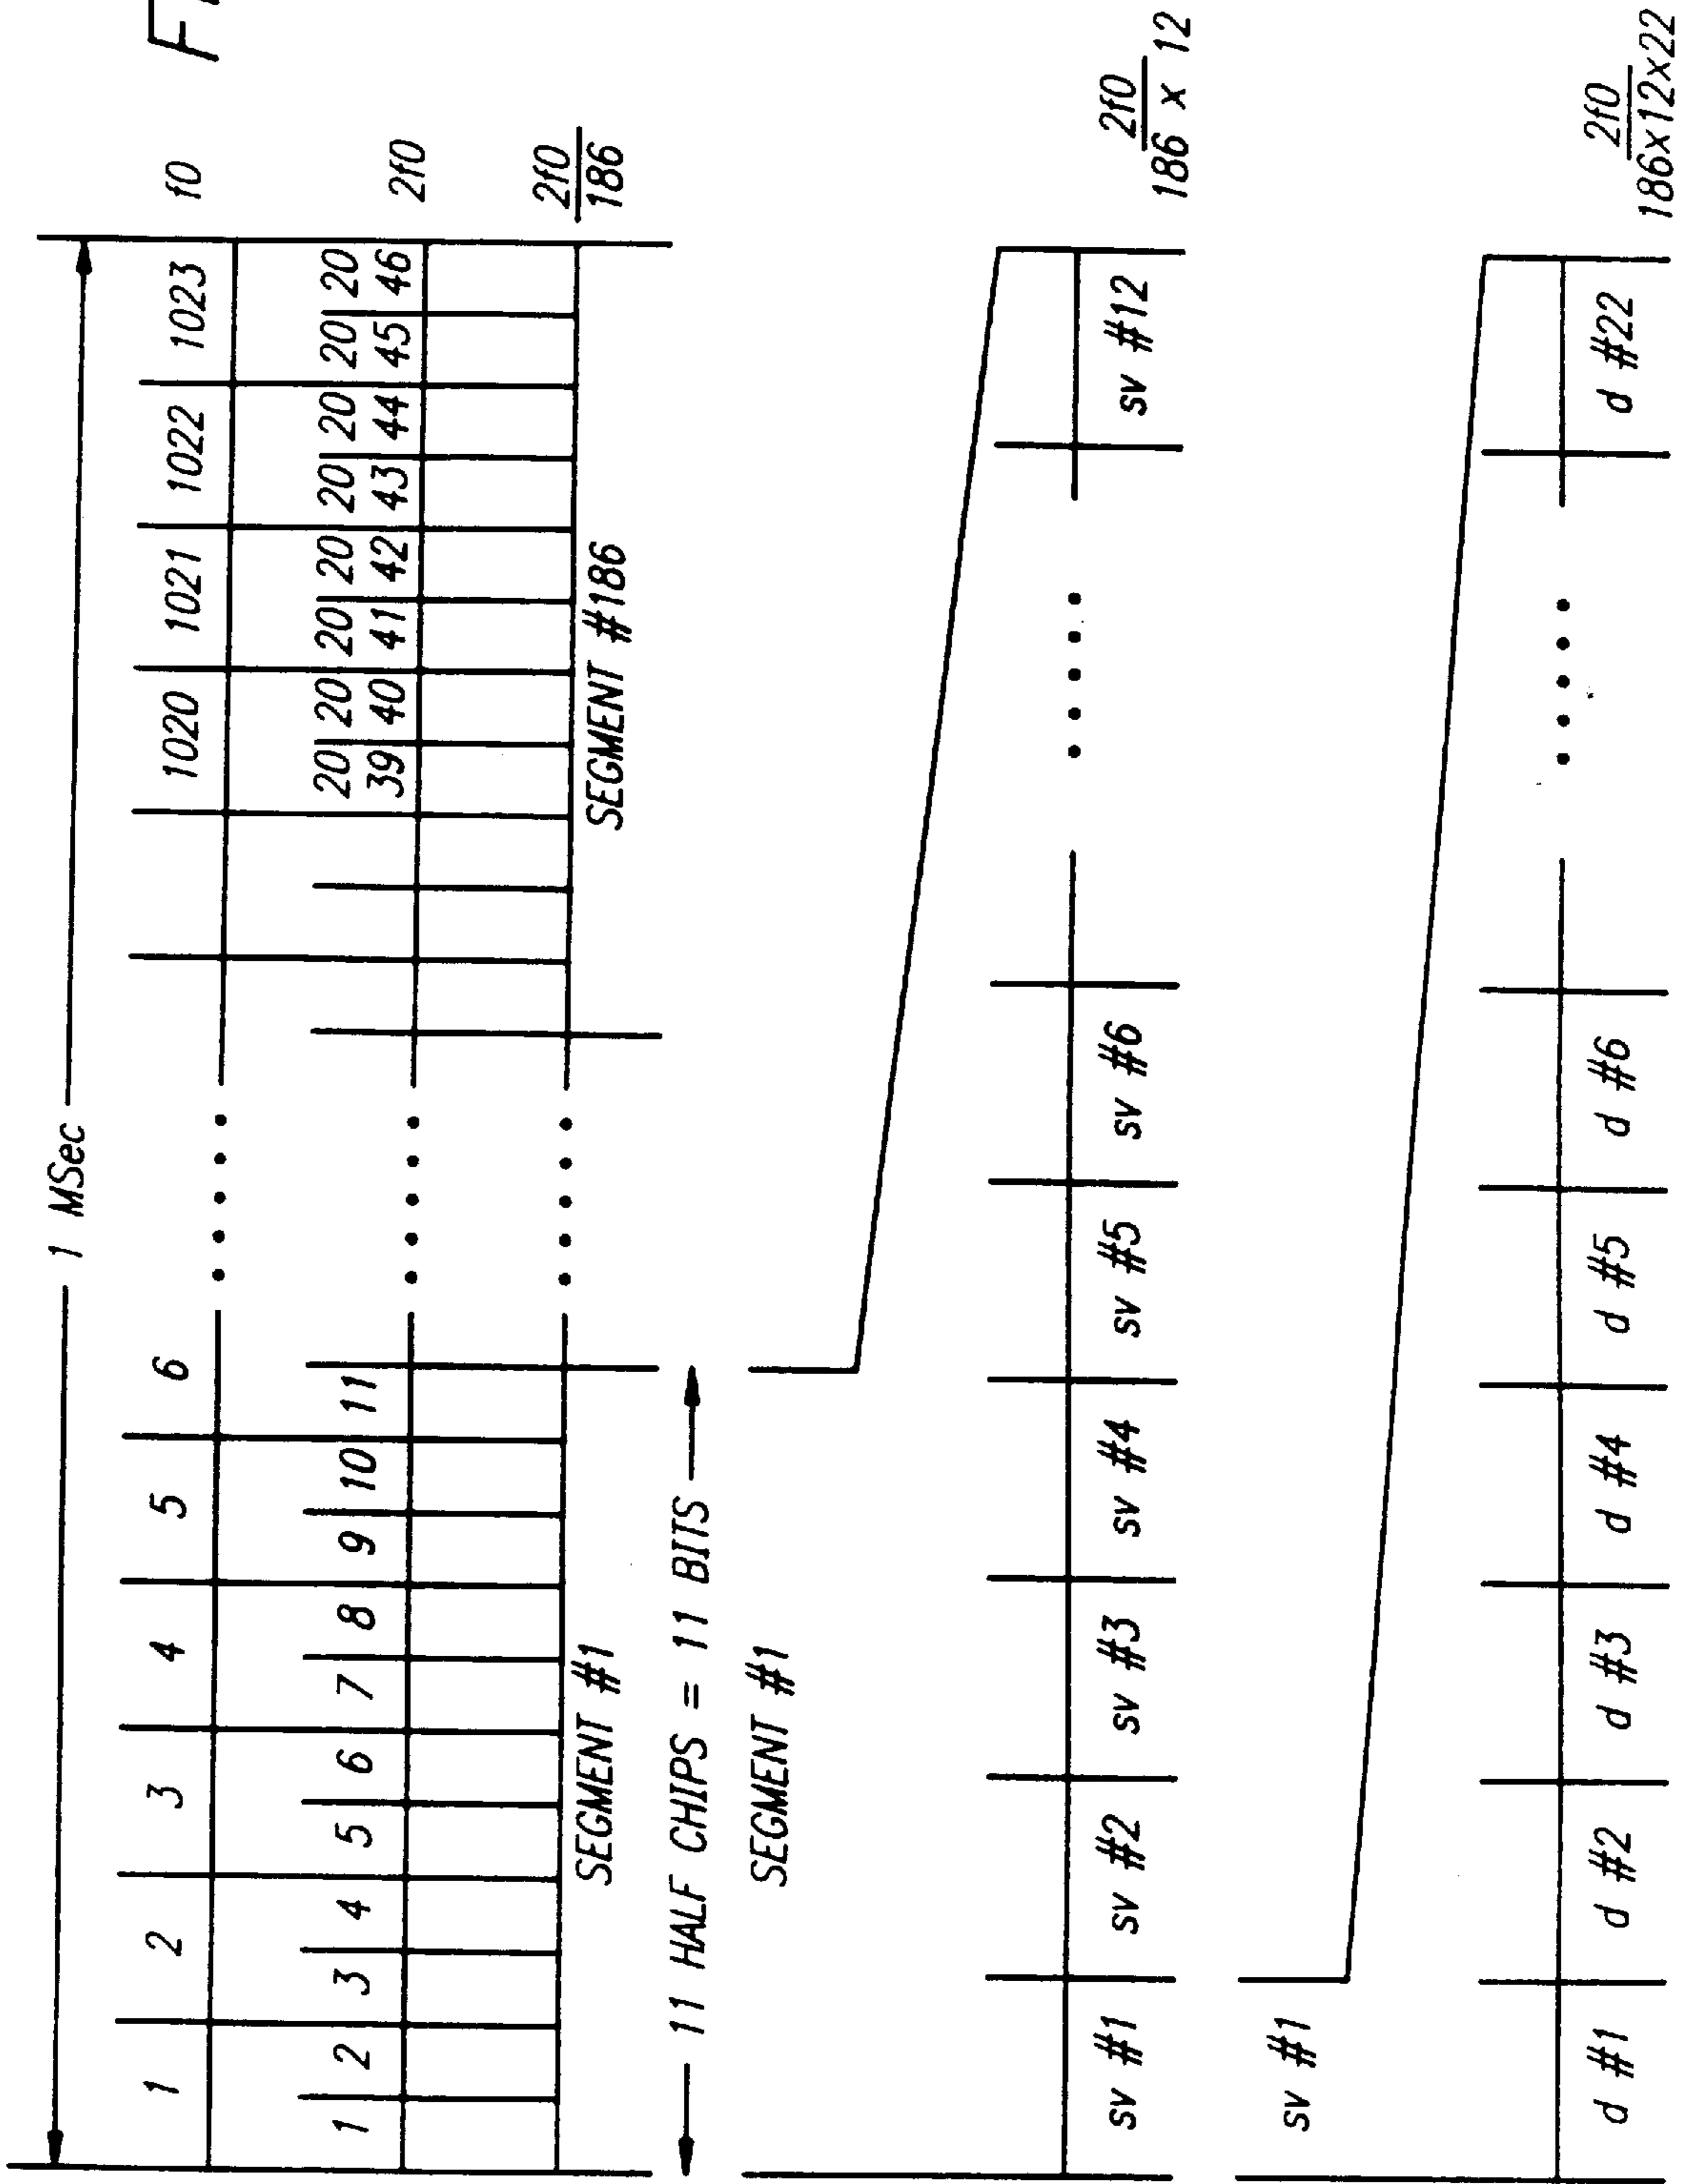 1 MSec
1 2 3 4 5 6 1020 1021 1022 1023 f0
1 2 3 4 5 6 7 8 9 10 11 20 20 20 20 20 20 20 20 2f0
39 40 41 42 43 44 45 46
SEGMENT #1 SEGMENT #186 2f0
186
11 HALF CHIPS = 11 BITS
SEGMENT #1
sv #1 sv #2 sv #3 sv #4 sv #5 sv #6 sv #12 2f0
186 x 12
sv #1
d #1 d #2 d #3 d #4 d #5 d #6 d #22 2f0
186x12x22